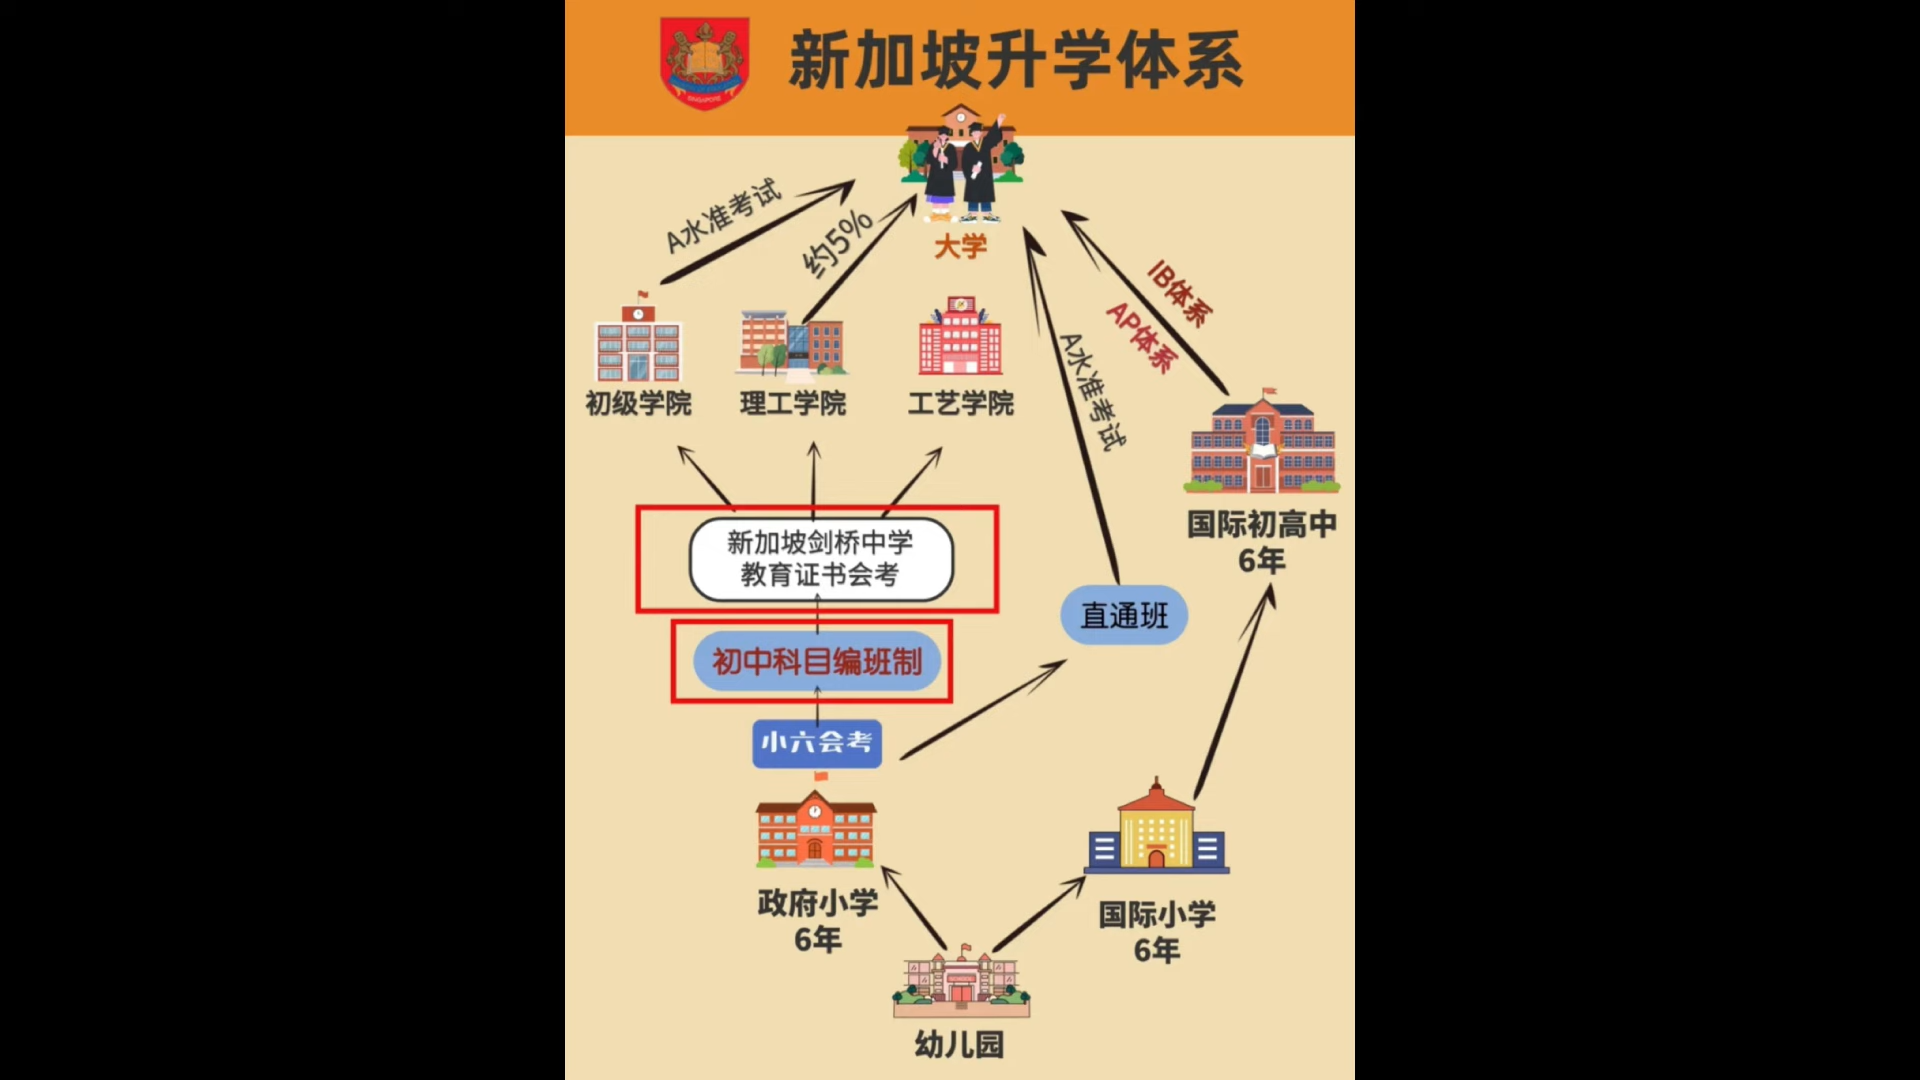 新加坡升学体系
SINGAPORE
A水准考试
约5%
大学
IB体系
AP体系
A水准考试
初级学院
理工学院
工艺学院
国际初高中
6年
新加坡剑桥中学
教育证书会考
直通班
初中科目编班制
小六会考
政府小学
6年
国际小学
6年
幼儿园